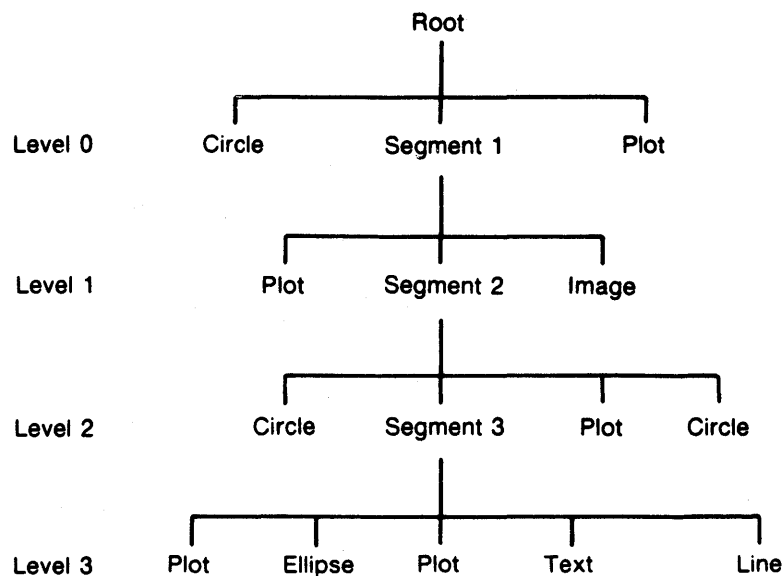 Root
Level 0 Circle Segment 1 Plot
Level 1 Plot Segment 2 Image
Level 2 Circle Segment 3 Plot Circle
Level 3 Plot Ellipse Plot Text Line